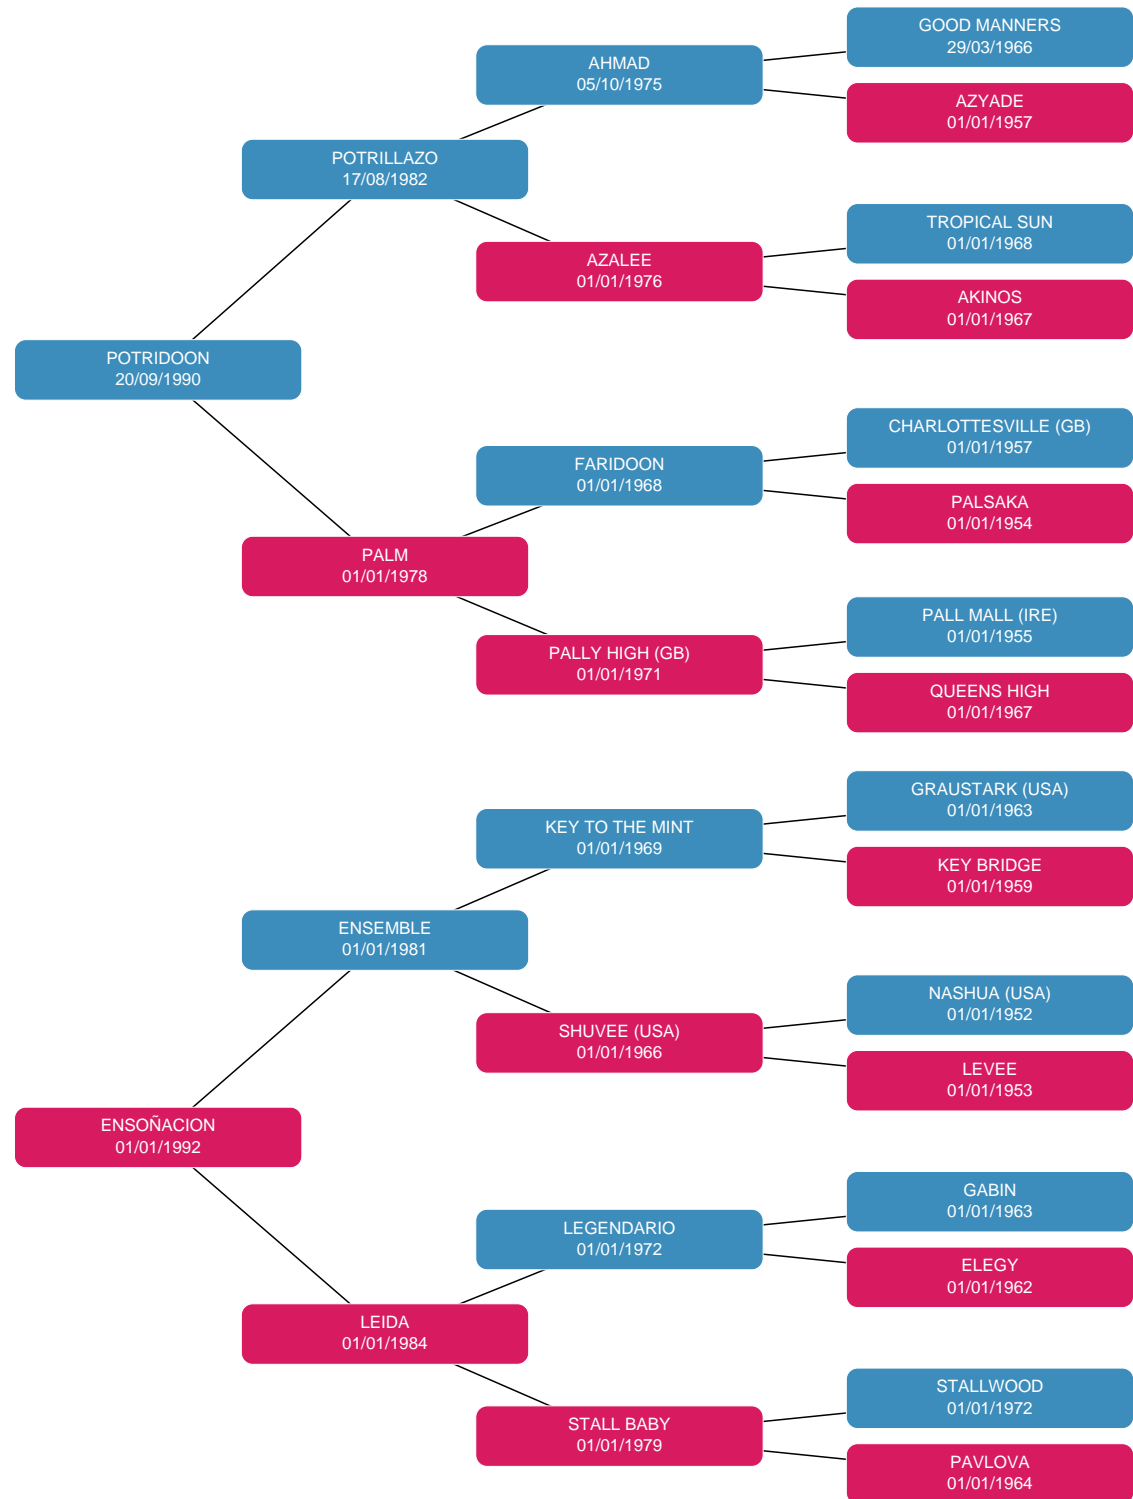 GOOD MANNERS
29/03/1966
AHMAD
05/10/1975
AZYADE
01/01/1957
POTRILLAZO
17/08/1982
TROPICAL SUN
01/01/1968
AZALEE
01/01/1976
AKINOS
01/01/1967
POTRIDOON
20/09/1990
CHARLOTTESVILLE (GB)
01/01/1957
FARIDOON
01/01/1968
PALSAKA
01/01/1954
PALM
01/01/1978
PALL MALL (IRE)
01/01/1955
PALLY HIGH (GB)
01/01/1971
QUEENS HIGH
01/01/1967
GRAUSTARK (USA)
01/01/1963
KEY TO THE MINT
01/01/1969
KEY BRIDGE
01/01/1959
ENSEMBLE
01/01/1981
NASHUA (USA)
01/01/1952
SHUVEE (USA)
01/01/1966
LEVEE
01/01/1953
ENSOÑACION
01/01/1992
GABIN
01/01/1963
LEGENDARIO
01/01/1972
ELEGY
01/01/1962
LEIDA
01/01/1984
STALLWOOD
01/01/1972
STALL BABY
01/01/1979
PAVLOVA
01/01/1964